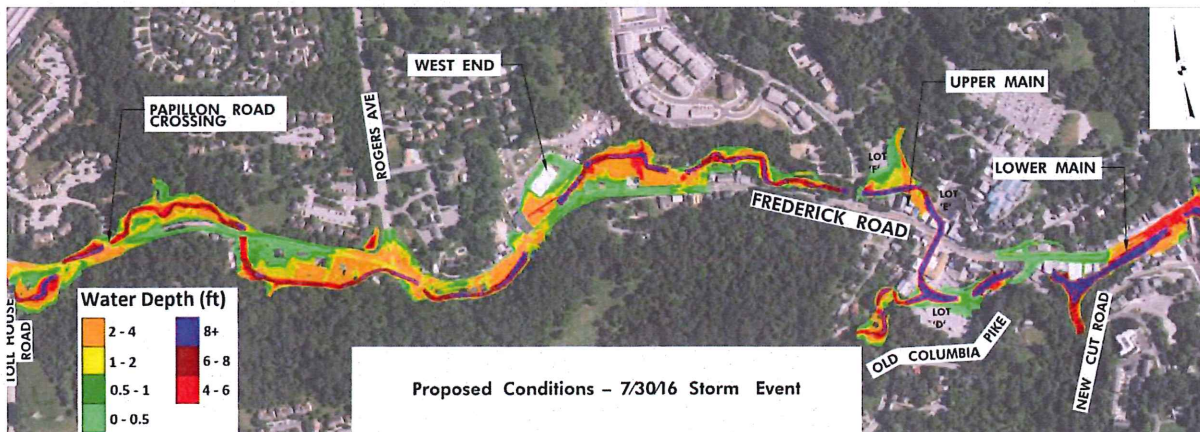 WEST END
UPPER MAIN
PAPILLON ROAD
CROSSING
ROGERS AVE
LOT
'F'
LOWER MAIN
LOT
'E'
FREDERICK ROAD
TOLL HOUSE
ROAD
Water Depth (ft)
2 - 4
8+
1 - 2
6 - 8
0.5 - 1
4 - 6
0 - 0.5
LOT
'D'
OLD COLUMBIA PIKE
NEW CUT ROAD
Proposed Conditions – 7/30/16 Storm Event